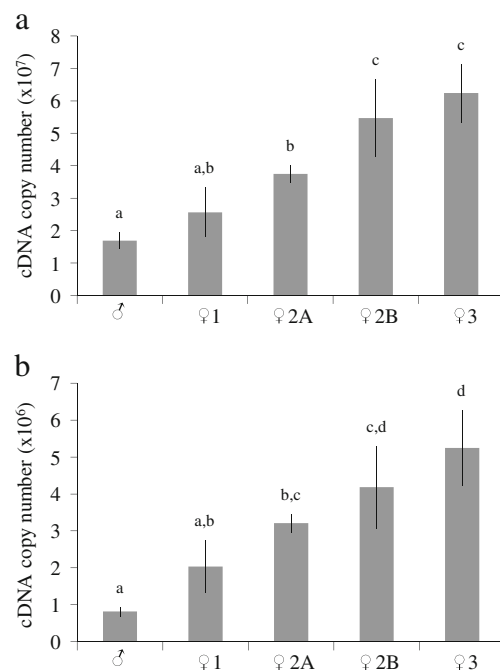 a
cDNA copy number (x10⁷)
8
7
6
5
4
3
2
1
0
a
a,b
b
c
c
♂ ♀1 ♀2A ♀2B ♀3
b
cDNA copy number (x10⁶)
7
6
5
4
3
2
1
0
a
a,b
b,c
c,d
d
♂ ♀1 ♀2A ♀2B ♀3